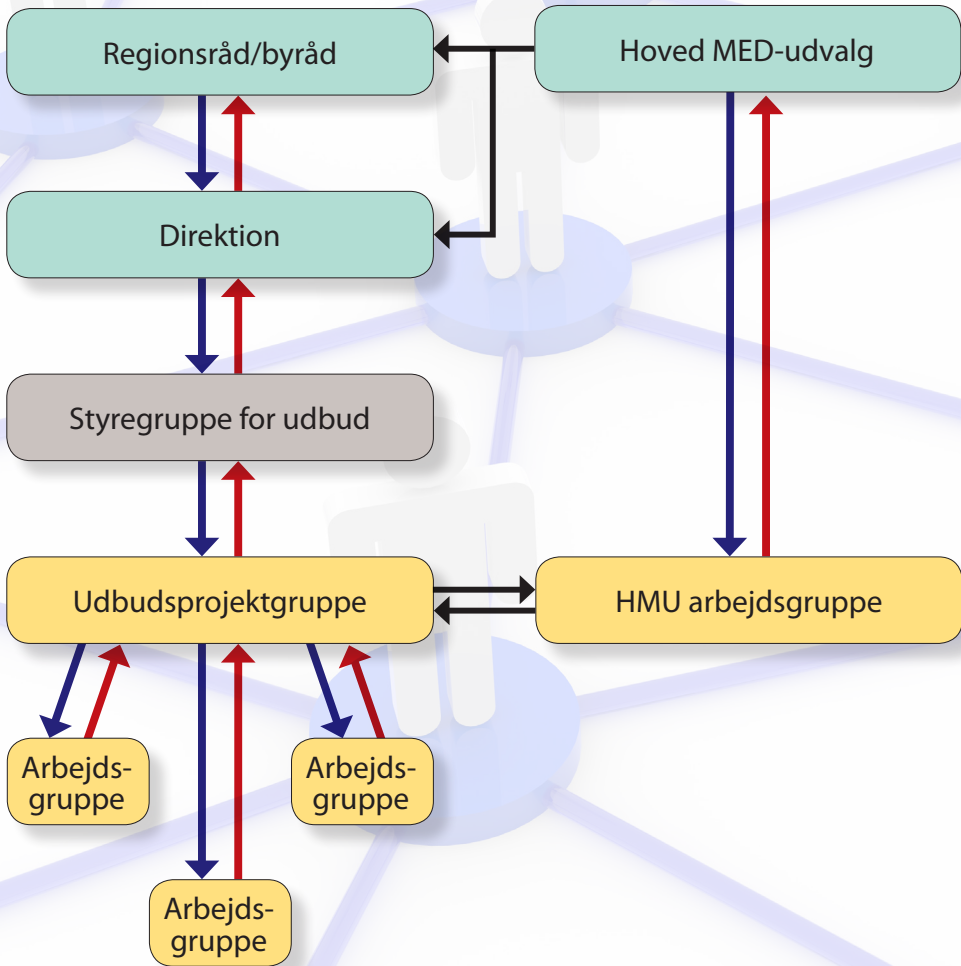 Regionsråd/byråd
Hoved MED-udvalg
Direktion
Styregruppe for udbud
Udbudsprojektgruppe
HMU arbejdsgruppe
Arbejds-
gruppe
Arbejds-
gruppe
Arbejds-
gruppe